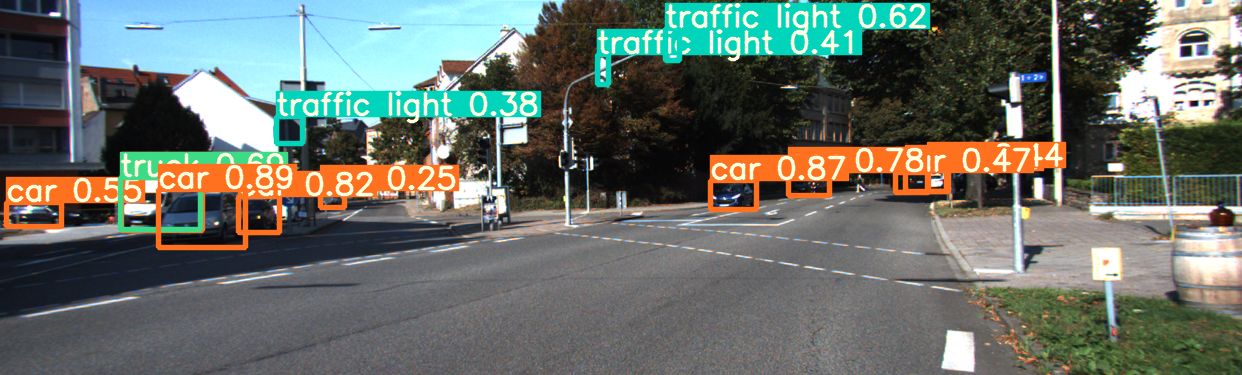 traffic light 0.62
traffic light 0.41
traffic light 0.38
truck 0.69
car 0.55
car 0.89
0.82
0.25
car 0.87
0.78
0.47